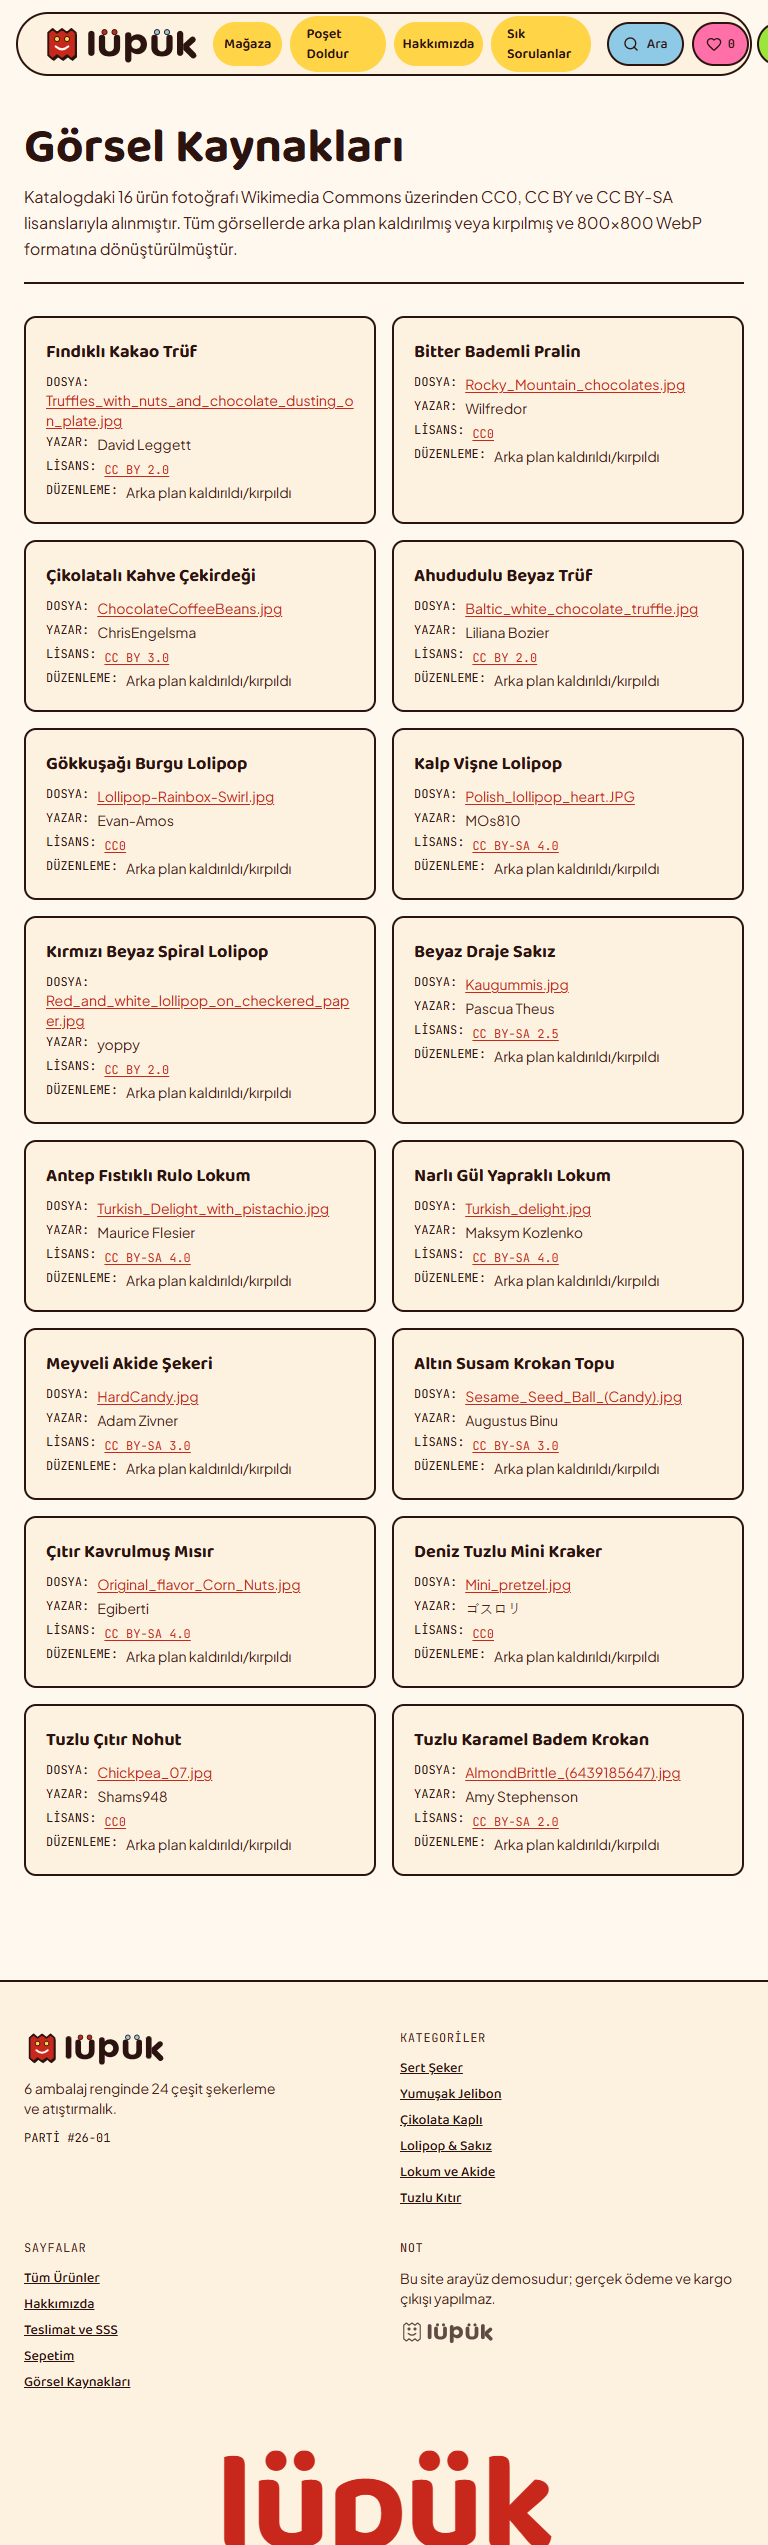 lüpük
Mağaza
Poşet
Doldur
Hakkımızda
Sık
Sorulanlar
Ara
0
Görsel Kaynakları
Katalogdaki 16 ürün fotoğrafı Wikimedia Commons üzerinden CC0, CC BY ve CC BY-SA
lisanslarıyla alınmıştır. Tüm görsellerde arka plan kaldırılmış veya kırpılmış ve 800×800 WebP
formatına dönüştürülmüştür.
Fındıklı Kakao Trüf
DOSYA:
Truffles_with_nuts_and_chocolate_dusting_o
n_plate.jpg
YAZAR: David Leggett
LİSANS: CC BY 2.0
DÜZENLEME: Arka plan kaldırıldı/kırpıldı
Bitter Bademli Pralin
DOSYA: Rocky_Mountain_chocolates.jpg
YAZAR: Wilfredor
LİSANS: CC0
DÜZENLEME: Arka plan kaldırıldı/kırpıldı
Çikolatalı Kahve Çekirdeği
DOSYA: ChocolateCoffeeBeans.jpg
YAZAR: ChrisEngelsma
LİSANS: CC BY 3.0
DÜZENLEME: Arka plan kaldırıldı/kırpıldı
Ahududulu Beyaz Trüf
DOSYA: Baltic_white_chocolate_truffle.jpg
YAZAR: Liliana Bozier
LİSANS: CC BY 2.0
DÜZENLEME: Arka plan kaldırıldı/kırpıldı
Gökkuşağı Burgu Lolipop
DOSYA: Lollipop-Rainbox-Swirl.jpg
YAZAR: Evan-Amos
LİSANS: CC0
DÜZENLEME: Arka plan kaldırıldı/kırpıldı
Kalp Vişne Lolipop
DOSYA: Polish_lollipop_heart.JPG
YAZAR: MOs810
LİSANS: CC BY-SA 4.0
DÜZENLEME: Arka plan kaldırıldı/kırpıldı
Kırmızı Beyaz Spiral Lolipop
DOSYA:
Red_and_white_lollipop_on_checkered_pap
er.jpg
YAZAR: yoppy
LİSANS: CC BY 2.0
DÜZENLEME: Arka plan kaldırıldı/kırpıldı
Beyaz Draje Sakız
DOSYA: Kaugummis.jpg
YAZAR: Pascua Theus
LİSANS: CC BY-SA 2.5
DÜZENLEME: Arka plan kaldırıldı/kırpıldı
Antep Fıstıklı Rulo Lokum
DOSYA: Turkish_Delight_with_pistachio.jpg
YAZAR: Maurice Flesier
LİSANS: CC BY-SA 4.0
DÜZENLEME: Arka plan kaldırıldı/kırpıldı
Narlı Gül Yapraklı Lokum
DOSYA: Turkish_delight.jpg
YAZAR: Maksym Kozlenko
LİSANS: CC BY-SA 4.0
DÜZENLEME: Arka plan kaldırıldı/kırpıldı
Meyveli Akide Şekeri
DOSYA: HardCandy.jpg
YAZAR: Adam Zivner
LİSANS: CC BY-SA 3.0
DÜZENLEME: Arka plan kaldırıldı/kırpıldı
Altın Susam Krokan Topu
DOSYA: Sesame_Seed_Ball_(Candy).jpg
YAZAR: Augustus Binu
LİSANS: CC BY-SA 3.0
DÜZENLEME: Arka plan kaldırıldı/kırpıldı
Çıtır Kavrulmuş Mısır
DOSYA: Original_flavor_Corn_Nuts.jpg
YAZAR: Egiberti
LİSANS: CC BY-SA 4.0
DÜZENLEME: Arka plan kaldırıldı/kırpıldı
Deniz Tuzlu Mini Kraker
DOSYA: Mini_pretzel.jpg
YAZAR: ゴスロリ
LİSANS: CC0
DÜZENLEME: Arka plan kaldırıldı/kırpıldı
Tuzlu Çıtır Nohut
DOSYA: Chickpea_07.jpg
YAZAR: Shams948
LİSANS: CC0
DÜZENLEME: Arka plan kaldırıldı/kırpıldı
Tuzlu Karamel Badem Krokan
DOSYA: AlmondBrittle_(6439185647).jpg
YAZAR: Amy Stephenson
LİSANS: CC BY-SA 2.0
DÜZENLEME: Arka plan kaldırıldı/kırpıldı
lüpük
6 ambalaj renginde 24 çeşit şekerleme
ve atıştırmalık.
PARTİ #26-01
KATEGORİLER
Sert Şeker
Yumuşak Jelibon
Çikolata Kaplı
Lolipop & Sakız
Lokum ve Akide
Tuzlu Kıtır
SAYFALAR
Tüm Ürünler
Hakkımızda
Teslimat ve SSS
Sepetim
Görsel Kaynakları
NOT
Bu site arayüz demosudur; gerçek ödeme ve kargo
çıkışı yapılmaz.
lüpük
lüpük